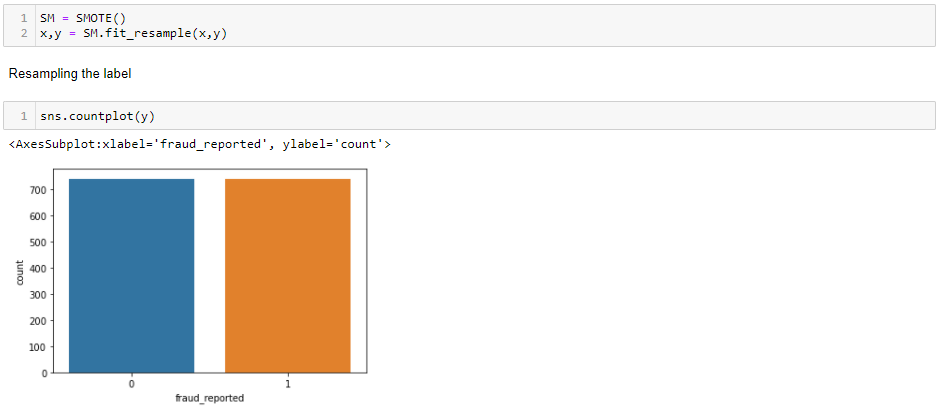 1 SM = SMOTE()
2 x,y = SM.fit_resample(x,y)
Resampling the label
1 sns.countplot(y)
<AxesSubplot:xlabel='fraud_reported', ylabel='count'>
700
600
500
400
300
200
100
0
count
0 1
fraud_reported